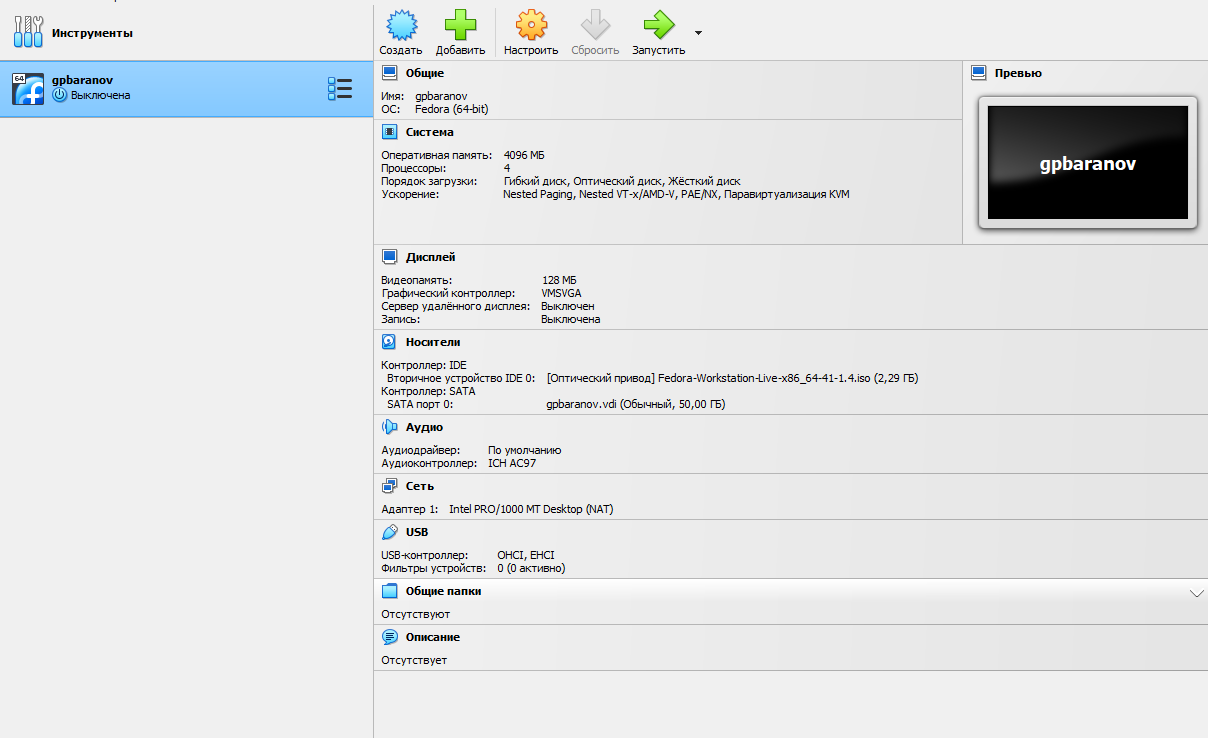 Инструменты
Создать Добавить Настроить Сбросить Запустить
64
gpbaranov
Выключена
Общие
Имя: gpbaranov
ОС: Fedora (64-bit)
Превью
gpbaranov
Система
Оперативная память: 4096 МБ
Процессоры: 4
Порядок загрузки: Гибкий диск, Оптический диск, Жёсткий диск
Ускорение: Nested Paging, Nested VT-x/AMD-V, PAE/NX, Паравиртуализация KVM
Дисплей
Видеопамять: 128 МБ
Графический контроллер: VMSVGA
Сервер удалённого дисплея: Выключен
Запись: Выключена
Носители
Контроллер: IDE
Вторичное устройство IDE 0: [Оптический привод] Fedora-Workstation-Live-x86_64-41-1.4.iso (2,29 ГБ)
Контроллер: SATA
SATA порт 0: gpbaranov.vdi (Обычный, 50,00 ГБ)
Аудио
Аудиодрайвер: По умолчанию
Аудиоконтроллер: ICH AC97
Сеть
Адаптер 1: Intel PRO/1000 MT Desktop (NAT)
USB
USB-контроллер: OHCI, EHCI
Фильтры устройств: 0 (0 активно)
Общие папки
Отсутствуют
Описание
Отсутствует